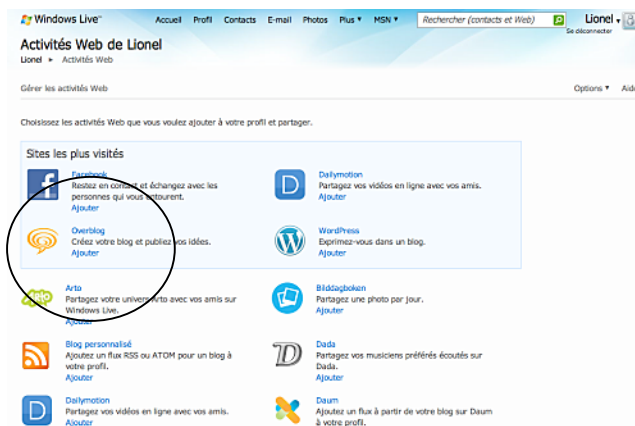 Windows Live™ Accueil Profil Contacts E-mail Photos Plus ▼ MSN ▼ Rechercher (contacts et Web) Lionel
Se déconnecter
Activités Web de Lionel
Lionel ► Activités Web
Gérer les activités Web Options ▼ Aide
Choisissez les activités Web que vous voulez ajouter à votre profil et partager.
Sites les plus visités
Facebook
Restez en contact et échangez avec les
personnes qui vous entourent.
Ajouter
Dailymotion
Partagez vos vidéos en ligne avec vos amis.
Ajouter
Overblog
Créez votre blog et publiez vos idées.
Ajouter
WordPress
Exprimez-vous dans un blog.
Ajouter
Arto
Partagez votre univers Arto avec vos amis sur
Windows Live.
Ajouter
Bilddagboken
Partagez une photo par jour.
Ajouter
Blog personnalisé
Ajoutez un flux RSS ou ATOM pour un blog à
votre profil.
Ajouter
Dada
Partagez vos musiciens préférés écoutés sur
Dada.
Ajouter
Dailymotion
Partagez vos vidéos en ligne avec vos amis.
Ajouter
Daum
Ajoutez un flux à partir de votre blog sur Daum
à votre profil.